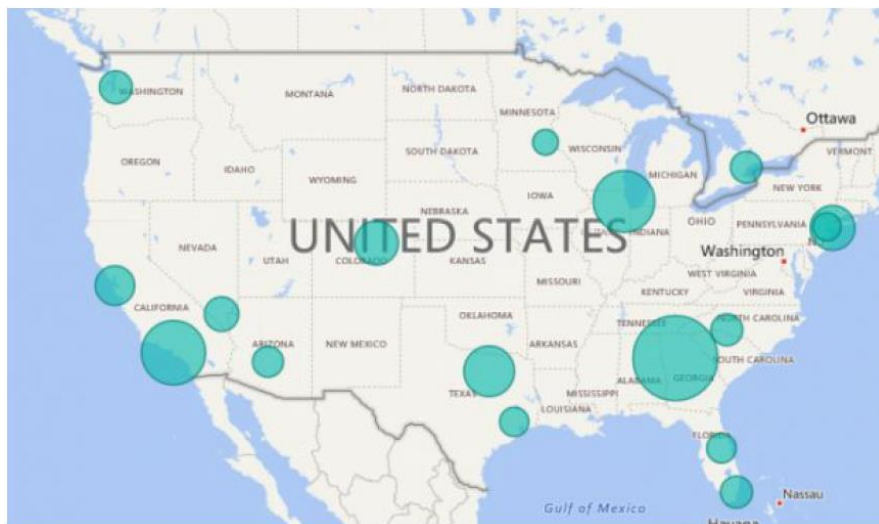 WASHINGTON
MONTANA
NORTH DAKOTA
MINNESOTA
Ottawa
OREGON
IDAHO
SOUTH DAKOTA
WISCONSIN
VERMONT
WYOMING
MICHIGAN
NEW YORK
IOWA
NEBRASKA
OHIO
PENNSYLVANIA
UNITED STATES
NEVADA
UTAH
COLORADO
KANSAS
INDIANA
Washington
MISSOURI
WEST VIRGINIA
KENTUCKY
VIRGINIA
CALIFORNIA
OKLAHOMA
TENNESSEE
NORTH CAROLINA
ARIZONA
NEW MEXICO
ARKANSAS
SOUTH CAROLINA
ALABAMA
GEORGIA
TEXAS
MISSISSIPPI
LOUISIANA
FLORIDA
Nassau
Gulf of Mexico
Havana